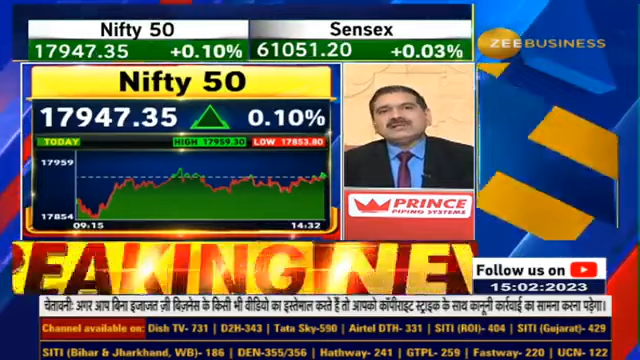 Nifty 50
17947.35 +0.10%
Sensex
61051.20 +0.03%
ZEEBUSINESS
Nifty 50
17947.35 0.10%
TODAY HIGH 17959.30 LOW 17853.80
17959
17854
09:15 14:32
PRINCE
PIPING SYSTEMS
REAKING NEW
Follow us on
15:02:2023
चेतावनी: अगर आप बिना इजाजत ज़ी बिज़नेस के किसी भी वीडियो का इस्तेमाल करते हैं तो आपको कॉपीराइट स्ट्राइक के साथ कानूनी कार्रवाई का सामना करना पड़ेगा.
Channel available on: Dish TV- 731 | D2H-343 | Tata Sky-590 | Airtel DTH- 331 | SITI (ROI)- 404 | SITI (Gujarat)- 429
SITI (Bihar & Jharkhand, WB)- 186 | DEN-355/356 | Hathway- 241 | GTPL- 259 | Fastway- 220 | UCN- 122